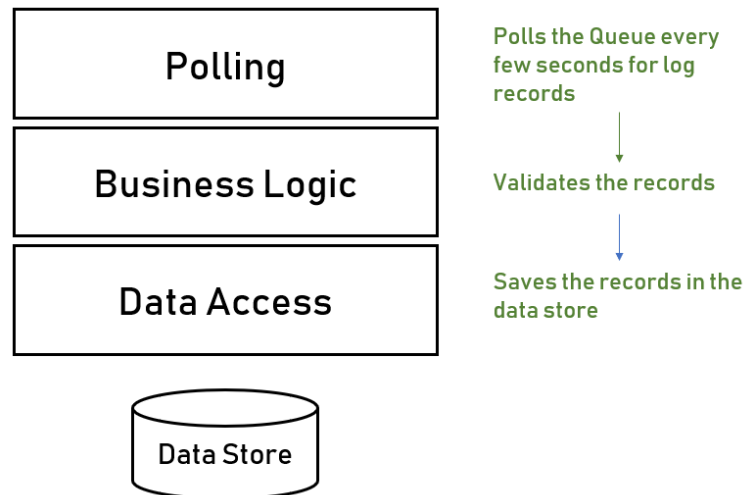 Polling
Polls the Queue every
few seconds for log
records
Business Logic
Validates the records
Data Access
Saves the records in the
data store
Data Store